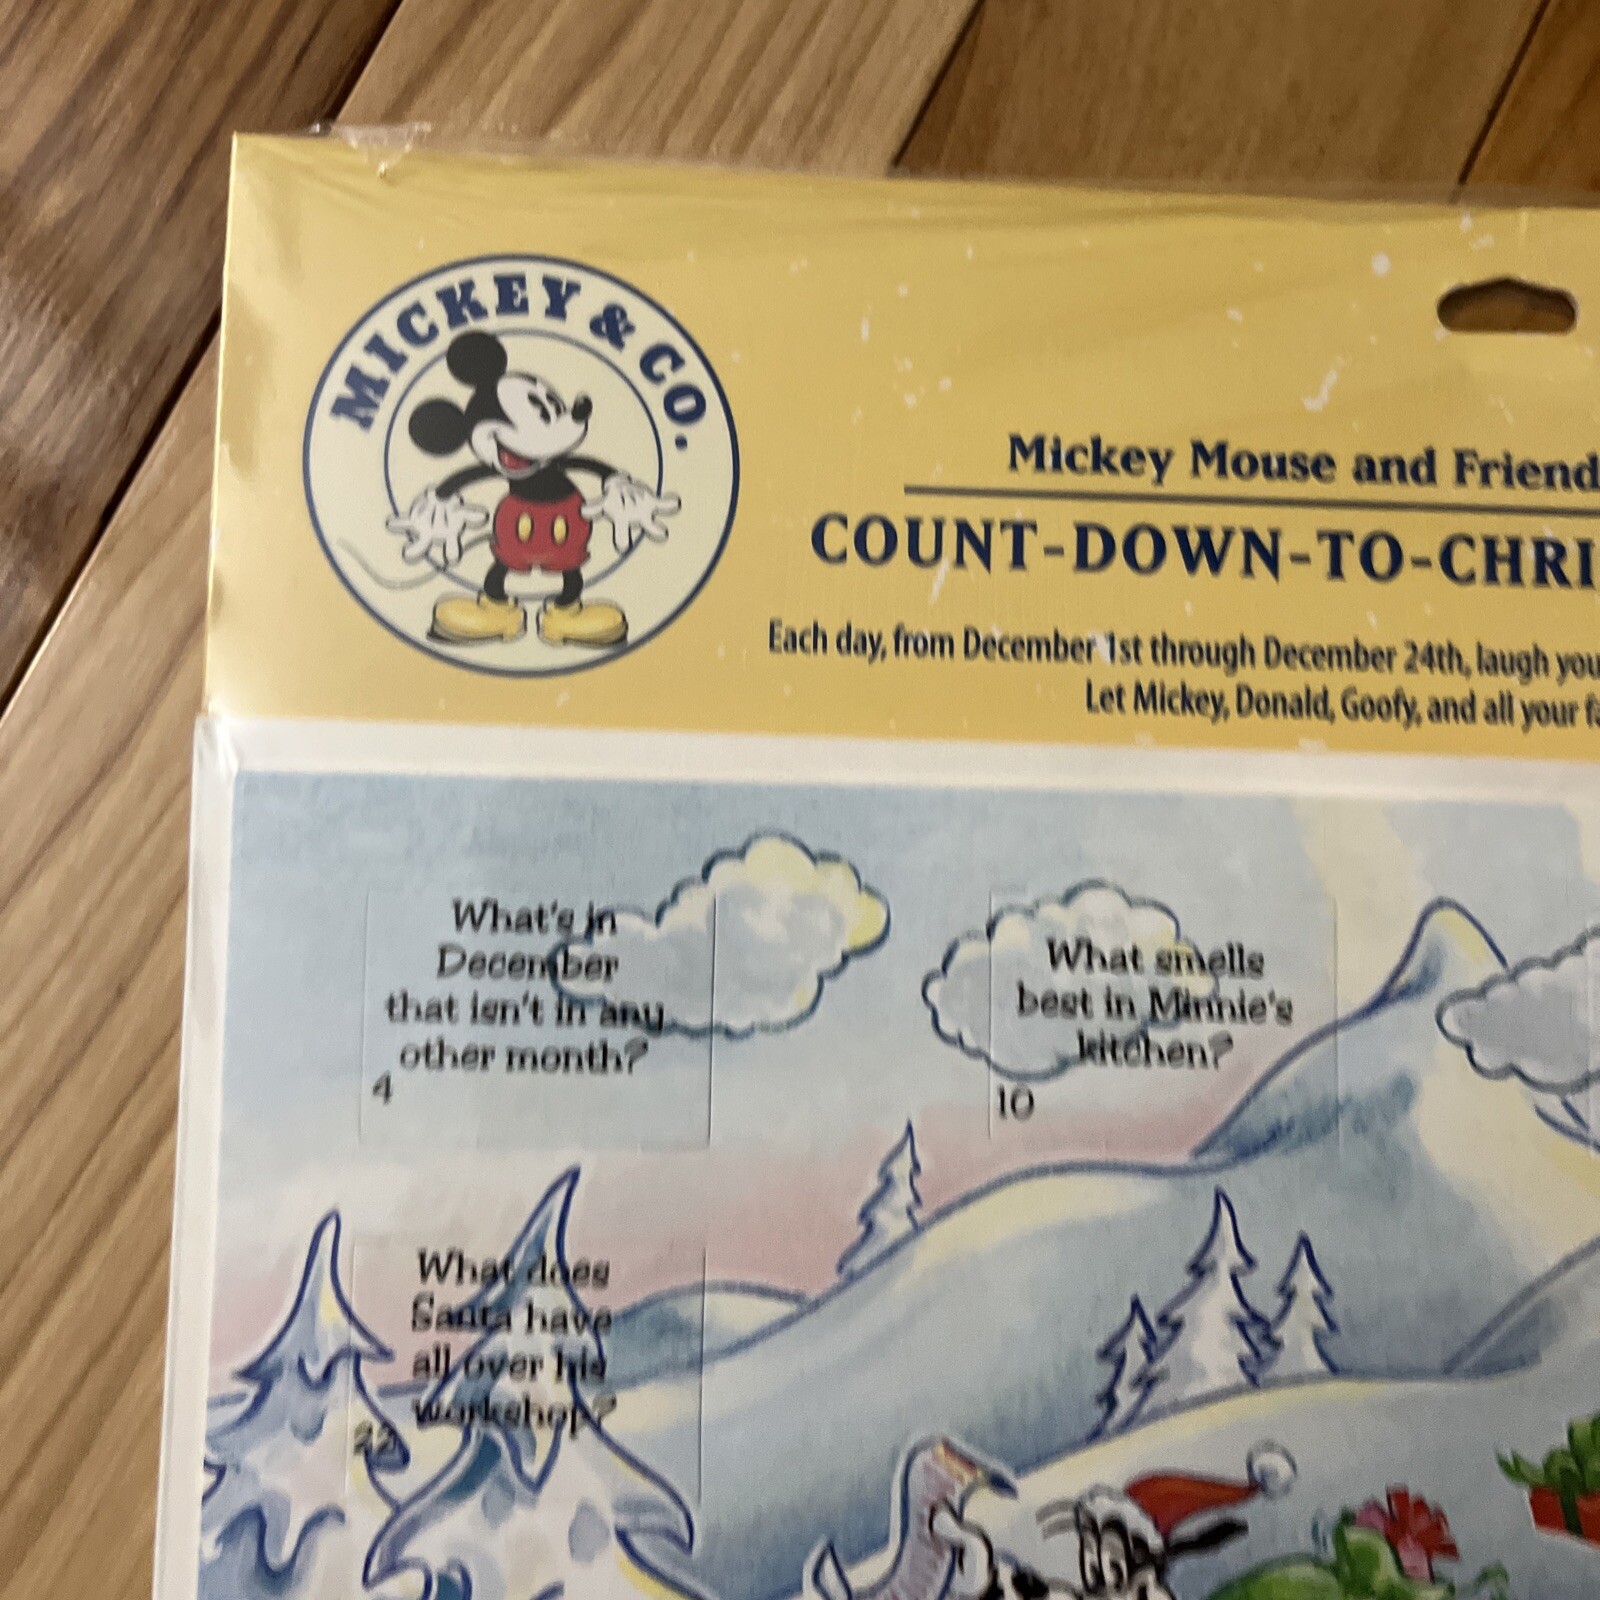 MICKEY & CO.
Mickey Mouse and Friend
COUNT-DOWN-TO-CHRI
Each day, from December 1st through December 24th, laugh you
Let Mickey, Donald, Goofy, and all your fa
What's in
December
that isn't in any
other month?
4
What smells
best in Minnie's
kitchen?
10
What does
Santa have
all over his
workshop?
22